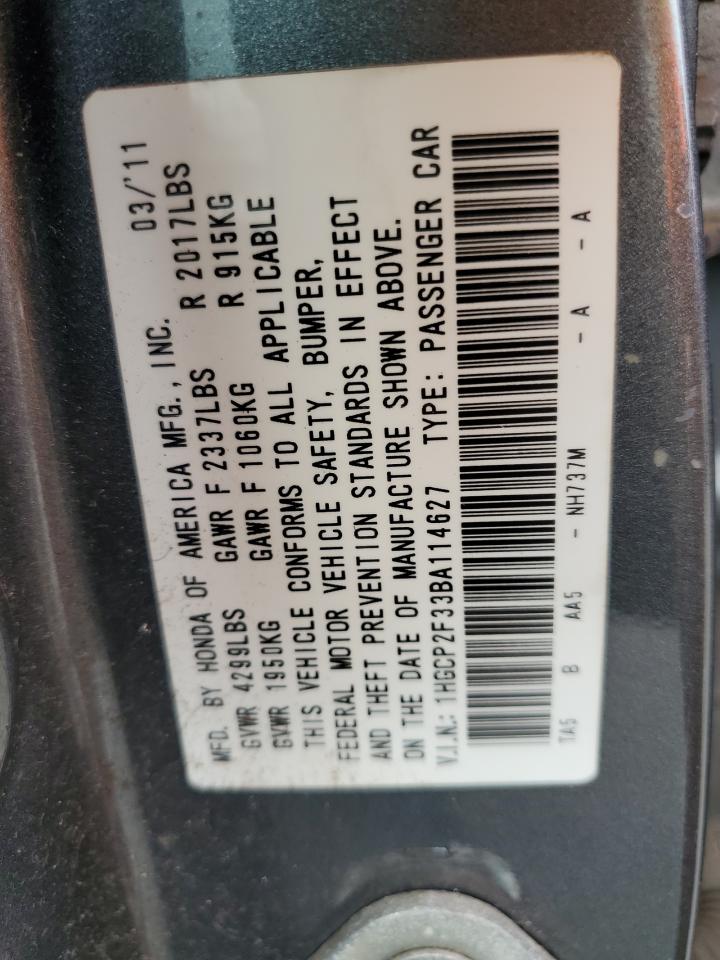 MFD. BY HONDA OF AMERICA MFG., INC. 03/'11
GVWR 4299LBS GAWR F 2337LBS R 2017LBS
GVWR 1950KG GAWR F 1060KG R 915KG
THIS VEHICLE CONFORMS TO ALL APPLICABLE
FEDERAL MOTOR VEHICLE SAFETY, BUMPER,
AND THEFT PREVENTION STANDARDS IN EFFECT
ON THE DATE OF MANUFACTURE SHOWN ABOVE.
V.I.N.: 1HGCP2F33BA114627 TYPE: PASSENGER CAR
TA5 B AA5 - NH737M - A - A